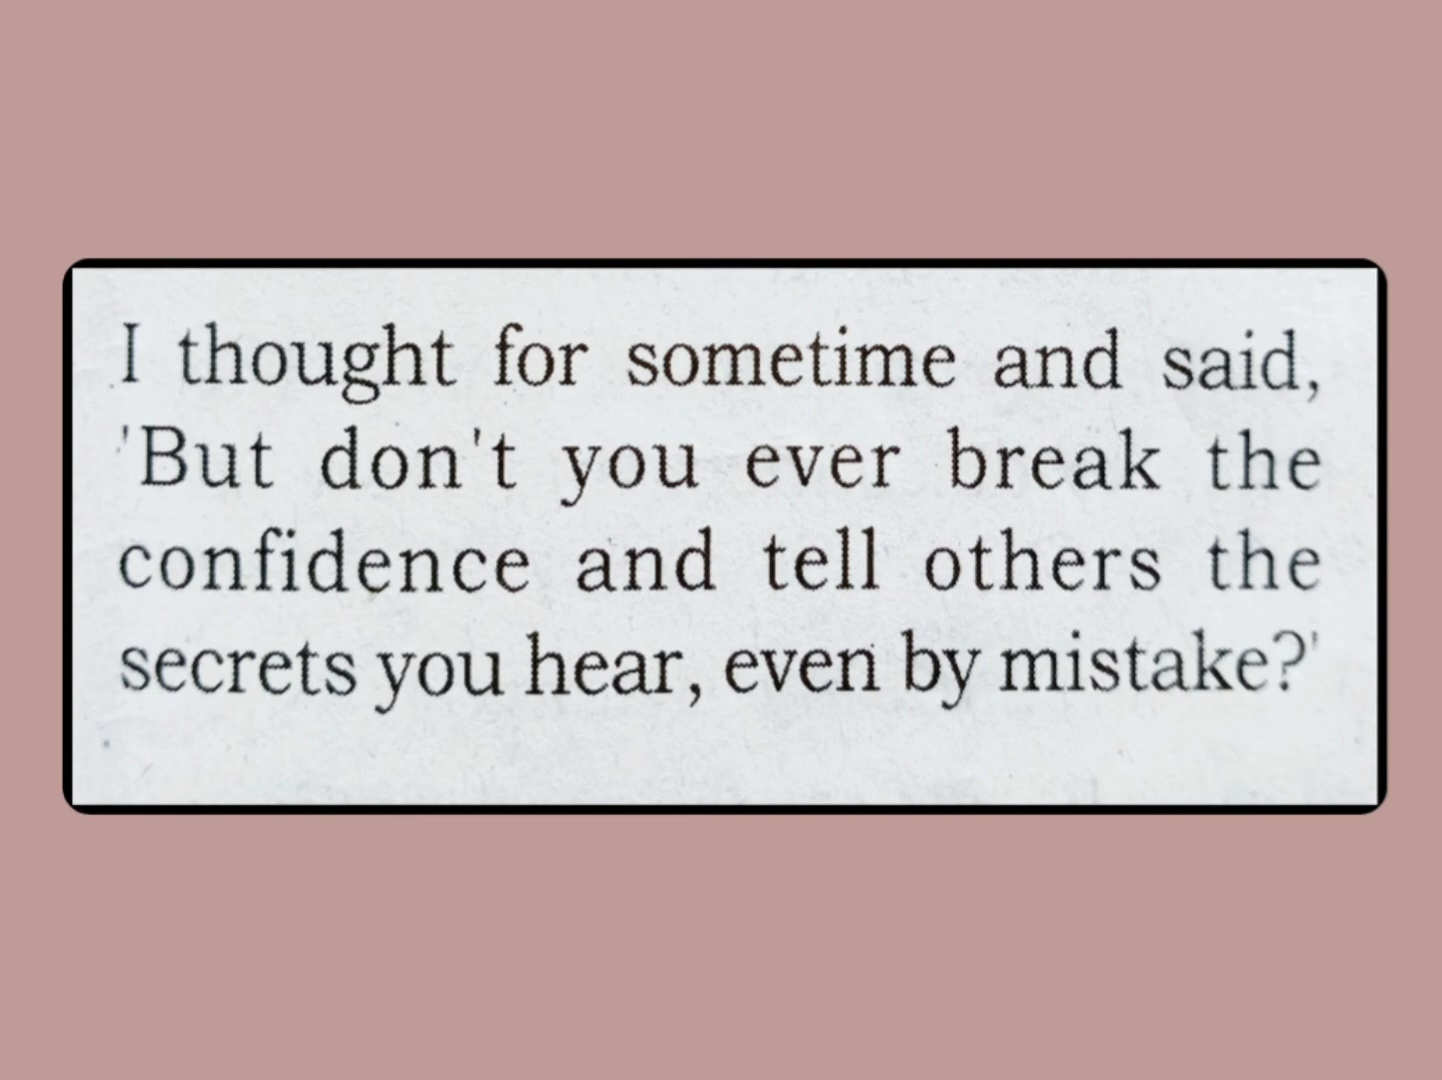 I thought for sometime and said,
'But don't you ever break the
confidence and tell others the
secrets you hear, even by mistake?'